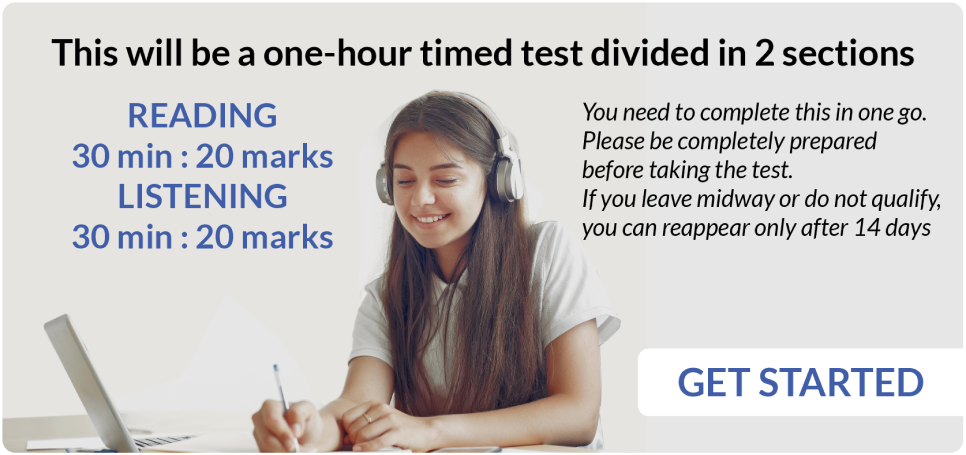 This will be a one-hour timed test divided in 2 sections
READING
30 min : 20 marks
LISTENING
30 min : 20 marks
You need to complete this in one go.
Please be completely prepared
before taking the test.
If you leave midway or do not qualify,
you can reappear only after 14 days
GET STARTED